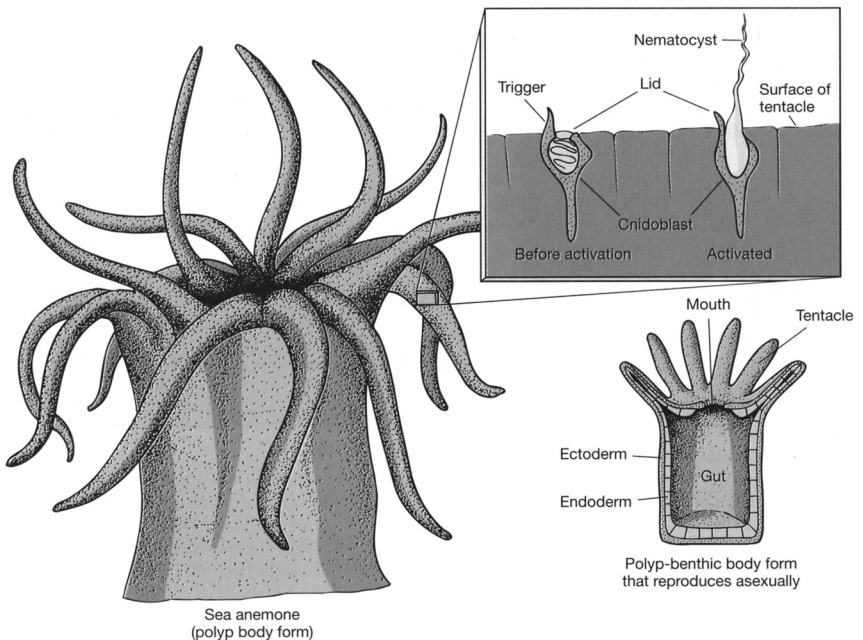 Nematocyst
Trigger
Lid
Surface of
tentacle
Cnidoblast
Before activation
Activated
Mouth
Tentacle
Ectoderm
Gut
Endoderm
Polyp-benthic body form
that reproduces asexually
Sea anemone
(polyp body form)